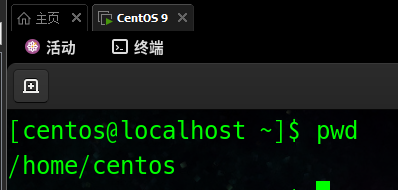 主页 CentOS 9
活动 终端
[centos@localhost ~]$ pwd
/home/centos